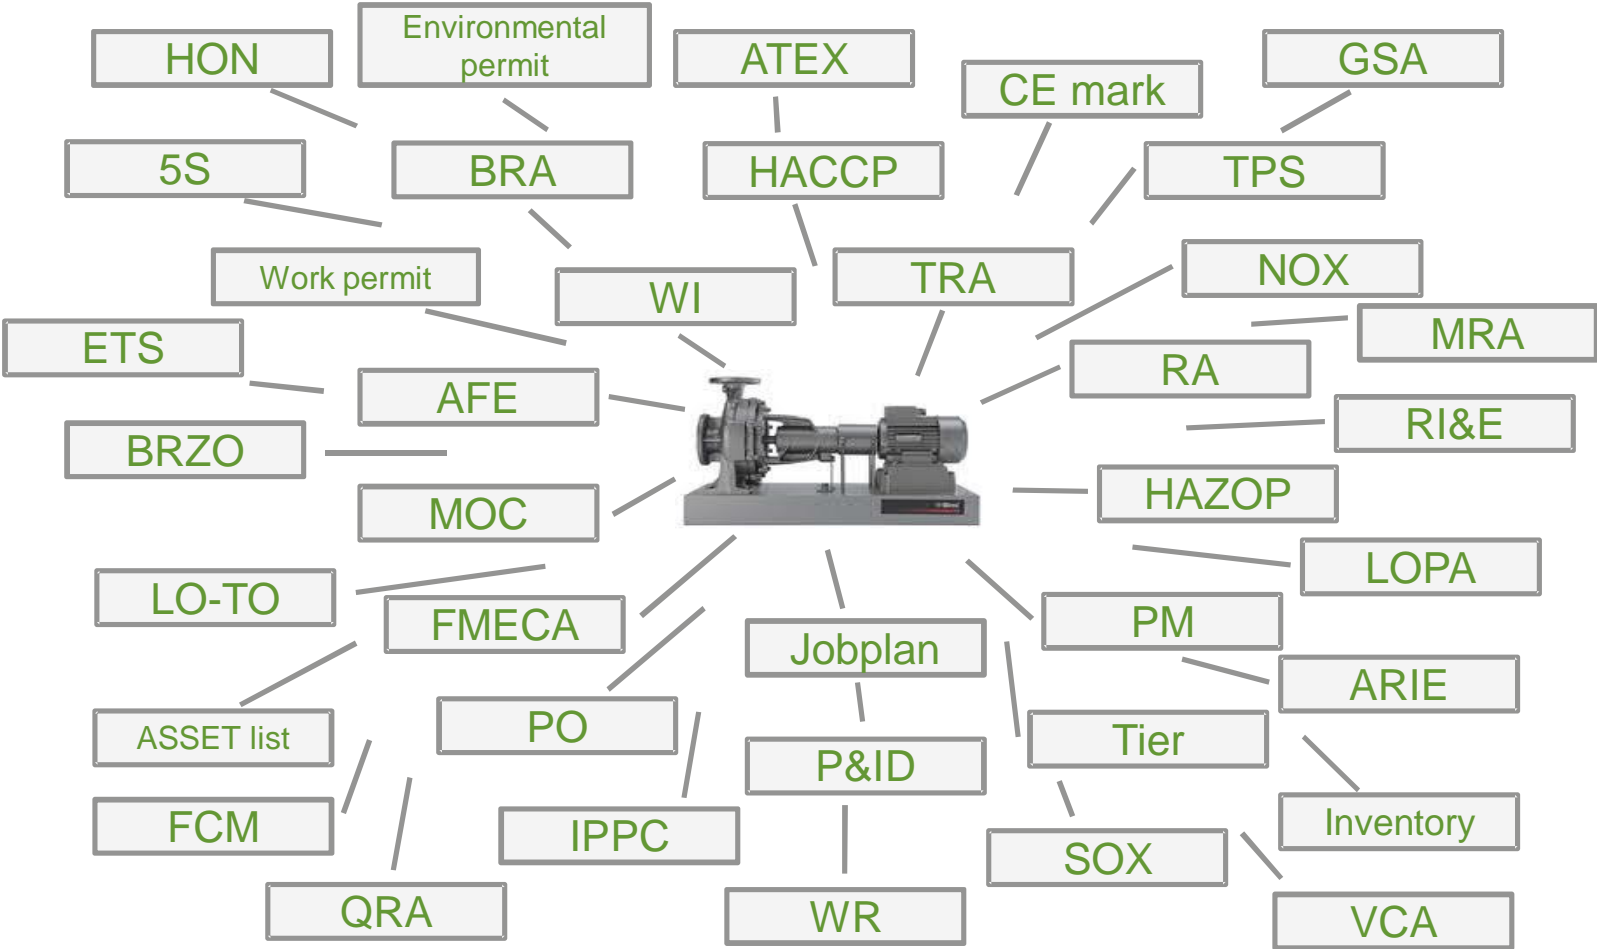 Environmental
permit
HON
ATEX
GSA
CE mark
5S
BRA
HACCP
TPS
Work permit
WI
TRA
NOX
ETS
MRA
AFE
RA
BRZO
RI&E
MOC
HAZOP
LO-TO
LOPA
FMECA
Jobplan
PM
ARIE
ASSET list
PO
Tier
P&ID
FCM
IPPC
Inventory
SOX
QRA
WR
VCA